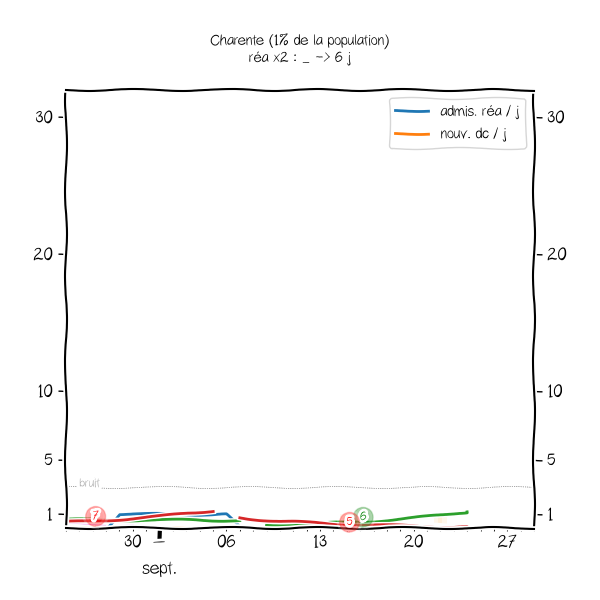 Charente (1% de la population)
réa x2 : _ -> 6 j
admis. réa / j
nouv. dc / j
30 30
20 20
10 10
5 5
bruit
1 1
7 5 6
30 06 13 20 27
sept.